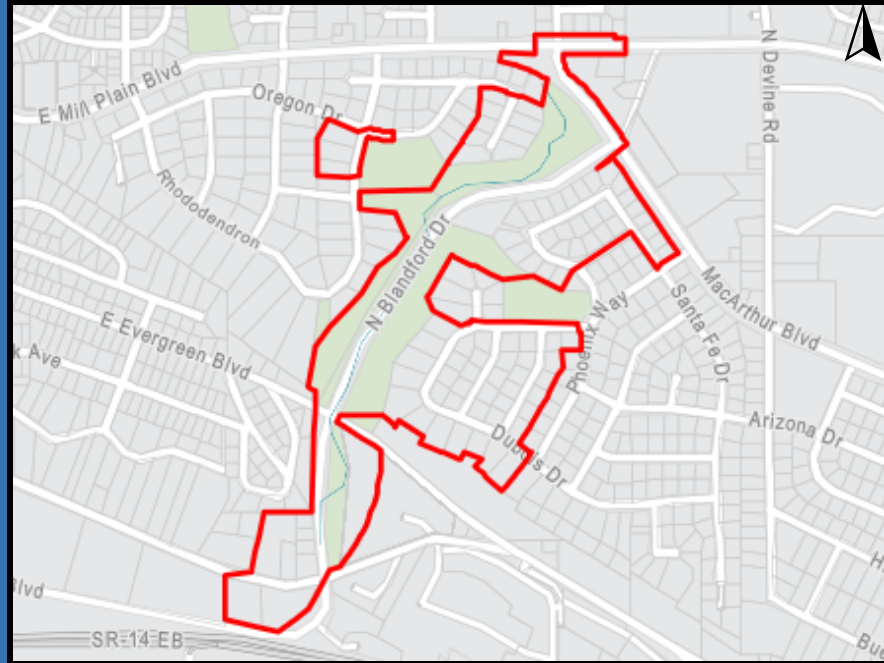 N Devine Rd
E Mill Plain Blvd
Oregon Dr
Rhododendron
N Blandford Dr
MacArthur Blvd
E Evergreen Blvd
Santa Fe Dr
Phoenix Way
k Ave
Arizona Dr
Dubois Dr
H
Blvd
SR-14 EB
Buc